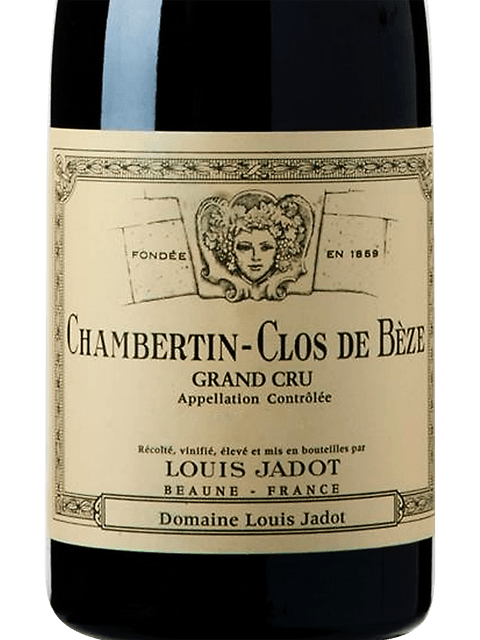 FONDÉE EN 1859
CHAMBERTIN-CLOS DE BÈZE
GRAND CRU
Appellation Contrôlée
Récolté, vinifié, élevé et mis en bouteilles par
LOUIS JADOT
BEAUNE - FRANCE
Domaine Louis Jadot